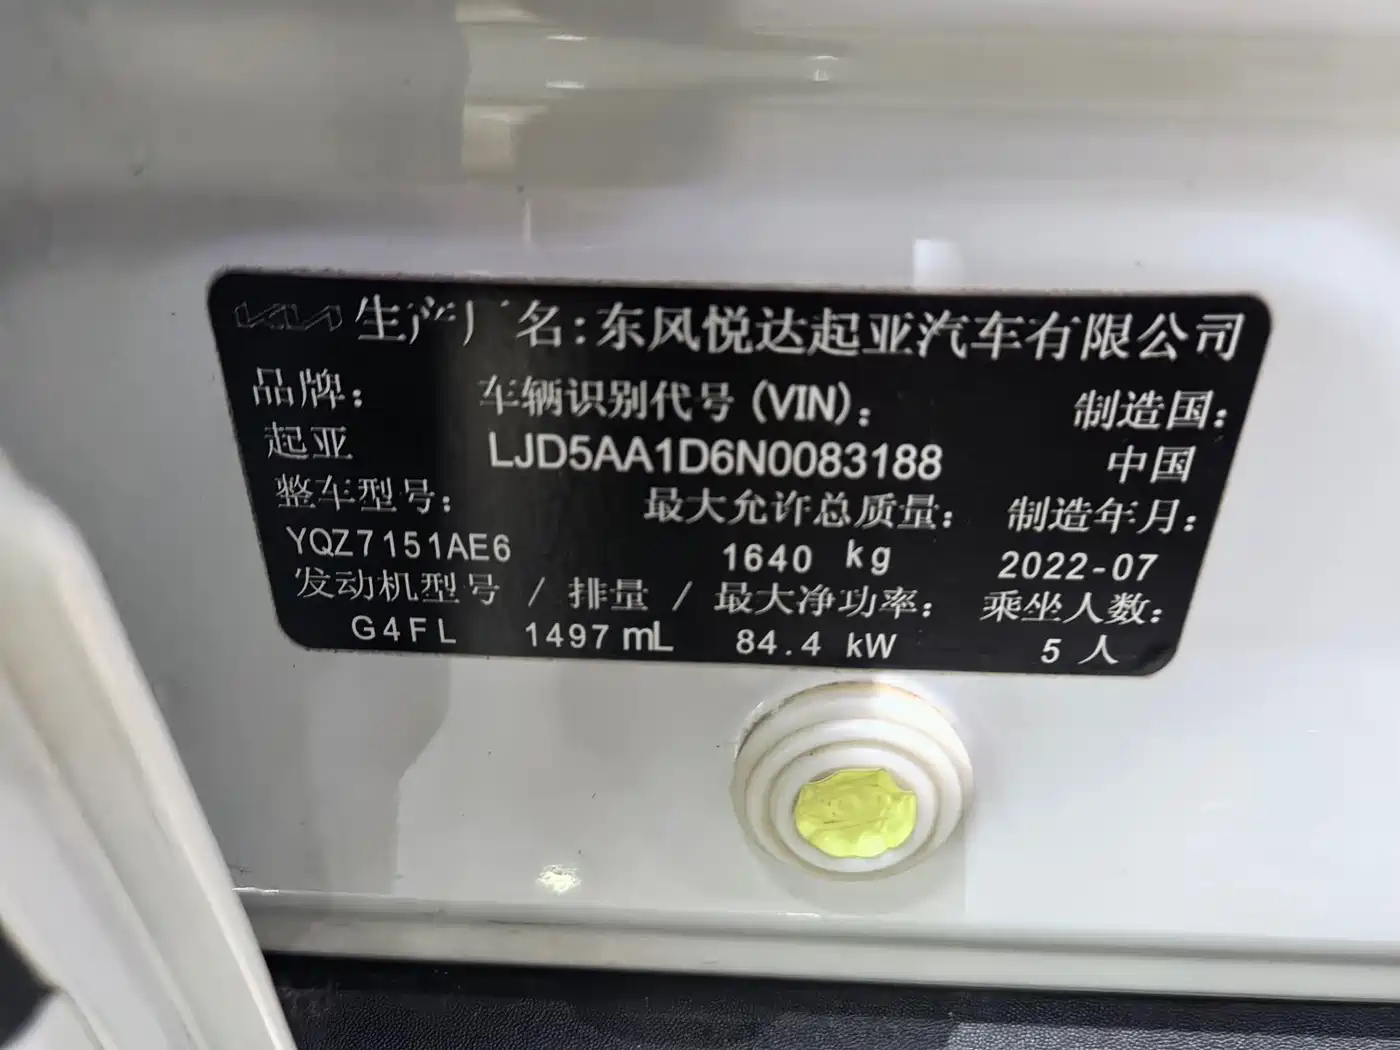 KIA 生产厂名：东风悦达起亚汽车有限公司
品牌： 车辆识别代号(VIN)： 制造国：
起亚 LJD5AA1D6N0083188 中国
整车型号： 最大允许总质量： 制造年月：
YQZ7151AE6 1640 kg 2022-07
发动机型号 / 排量 / 最大净功率： 乘坐人数：
G4FL 1497 mL 84.4 kW 5 人